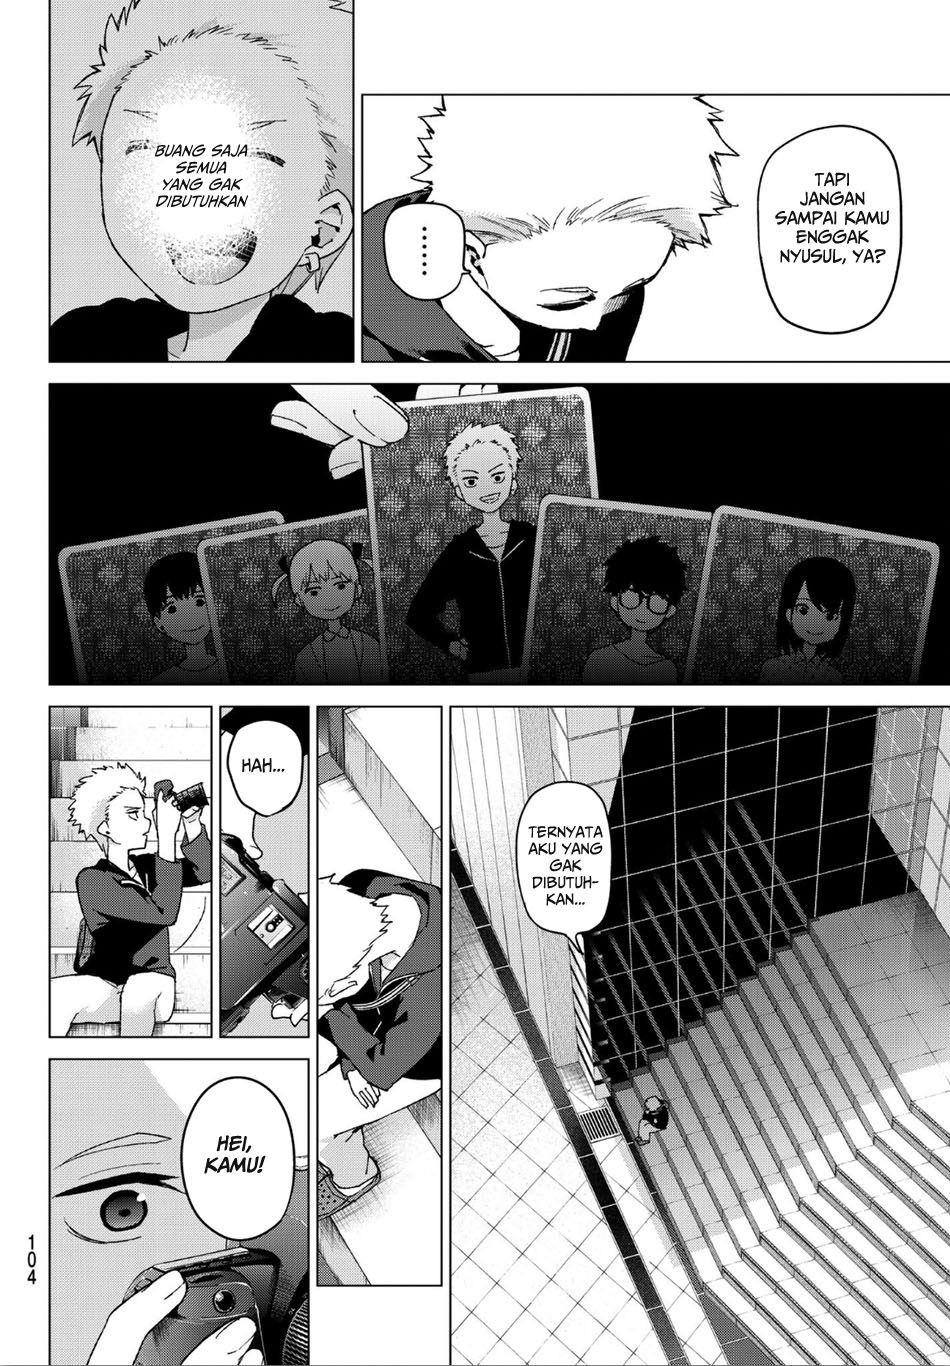 TAPI
JANGAN
SAMPAI KAMU
ENGGAK
NYUSUL, YA?
......
BUANG SAJA
SEMUA
YANG GAK
DIBUTUHKAN
TERNYATA
AKU YANG
GAK
DIBUTUH-
KAN...
HAH...
HEI,
KAMU!
104